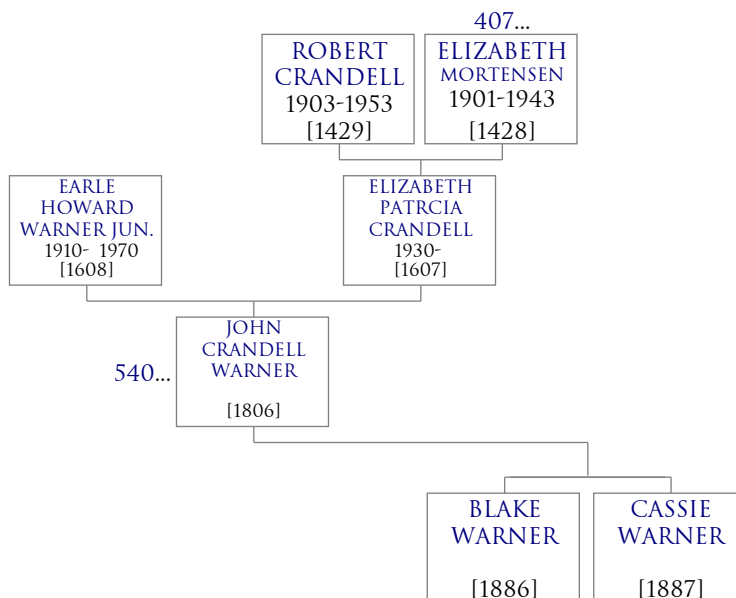 407...
ROBERT
CRANDELL
1903-1953
[1429]
ELIZABETH
MORTENSEN
1901-1943
[1428]
EARLE
HOWARD
WARNER JUN.
1910- 1970
[1608]
ELIZABETH
PATRCIA
CRANDELL
1930-
[1607]
540...
JOHN
CRANDELL
WARNER
[1806]
BLAKE
WARNER
[1886]
CASSIE
WARNER
[1887]